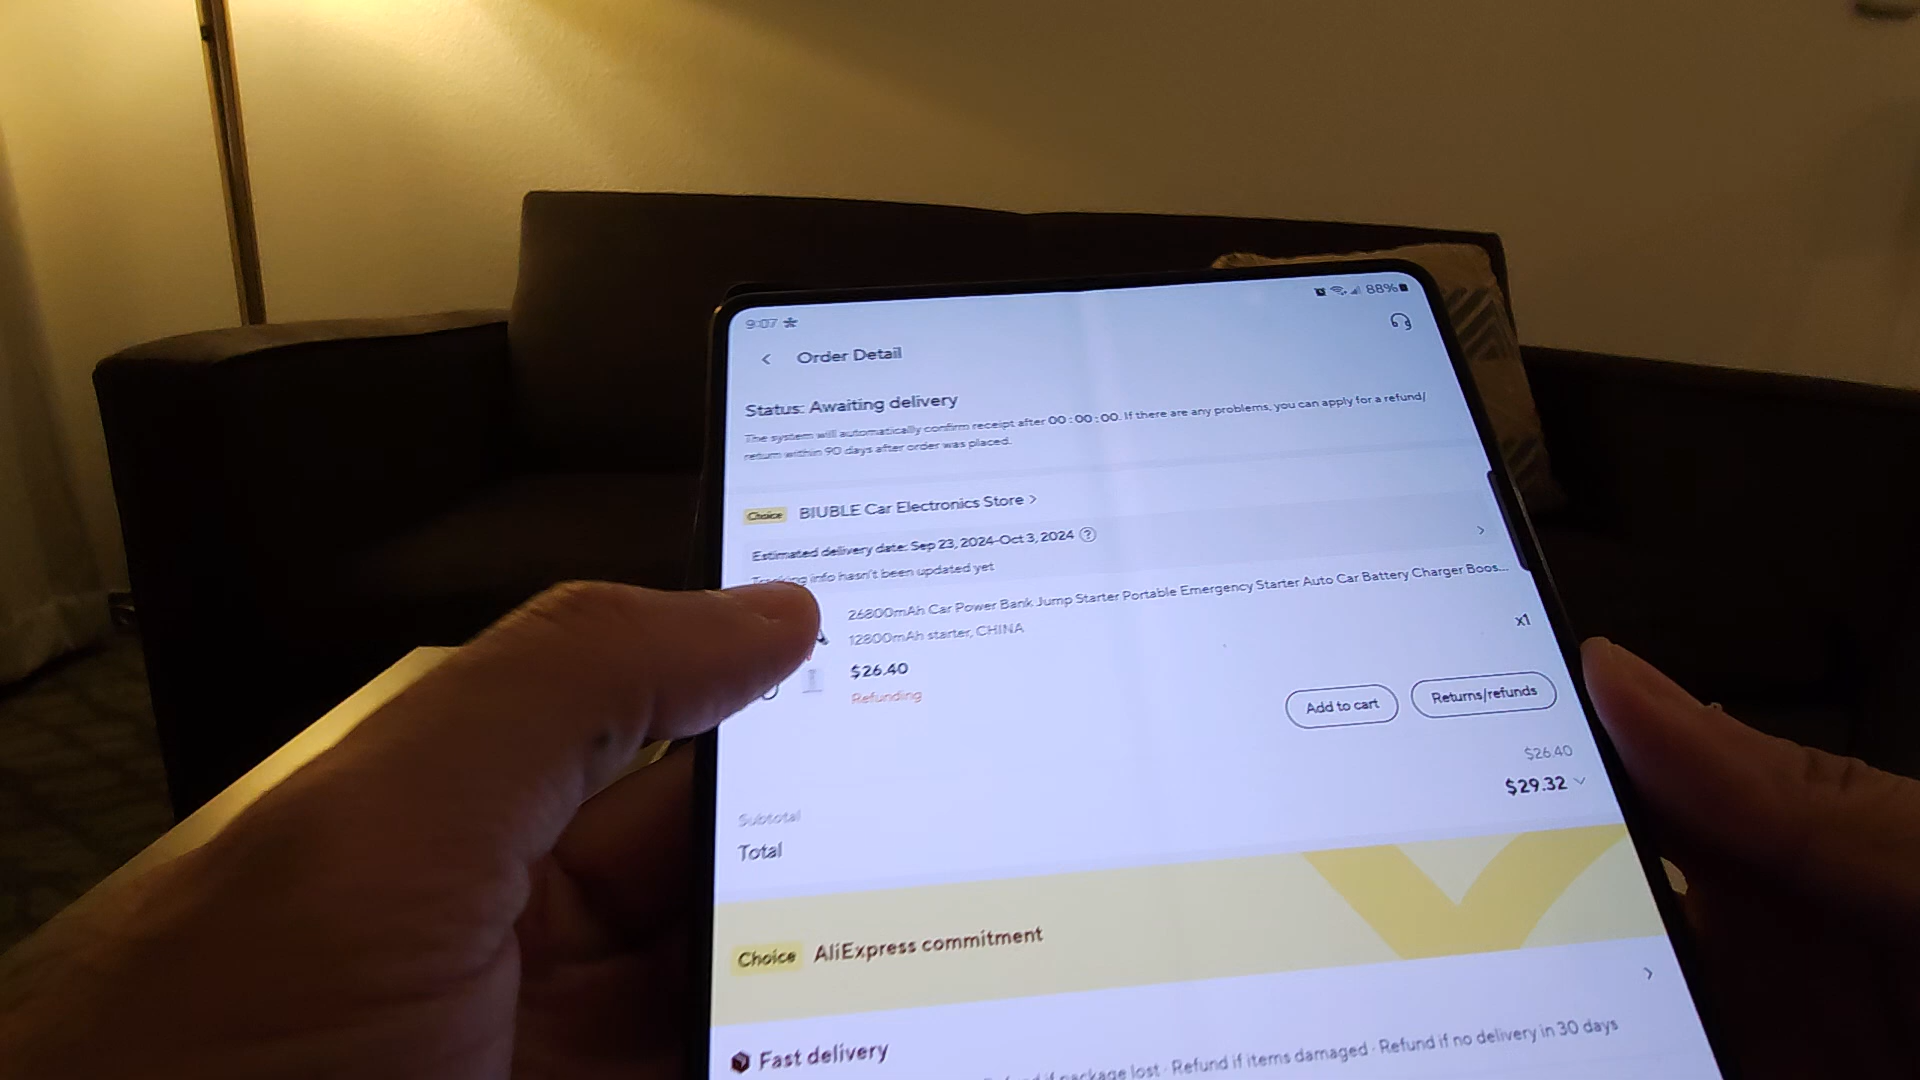 9:07 88%
Order Detail
Status: Awaiting delivery
The system will automatically confirm receipt after 00:00:00. If there are any problems, you can apply for a refund/
return within 90 days after order was placed.
Choice BIUBLE Car Electronics Store >
Estimated delivery date: Sep 23, 2024-Oct 3, 2024 ?
Tracking info hasn't been updated yet
26800mAh Car Power Bank Jump Starter Portable Emergency Starter Auto Car Battery Charger Boos...
12800mAh starter, CHINA
x1
$26.40
Refunding
Add to cart Returns/refunds
Subtotal $26.40
Total $29.32
Choice AliExpress commitment
Fast delivery
if package lost · Refund if items damaged · Refund if no delivery in 30 days